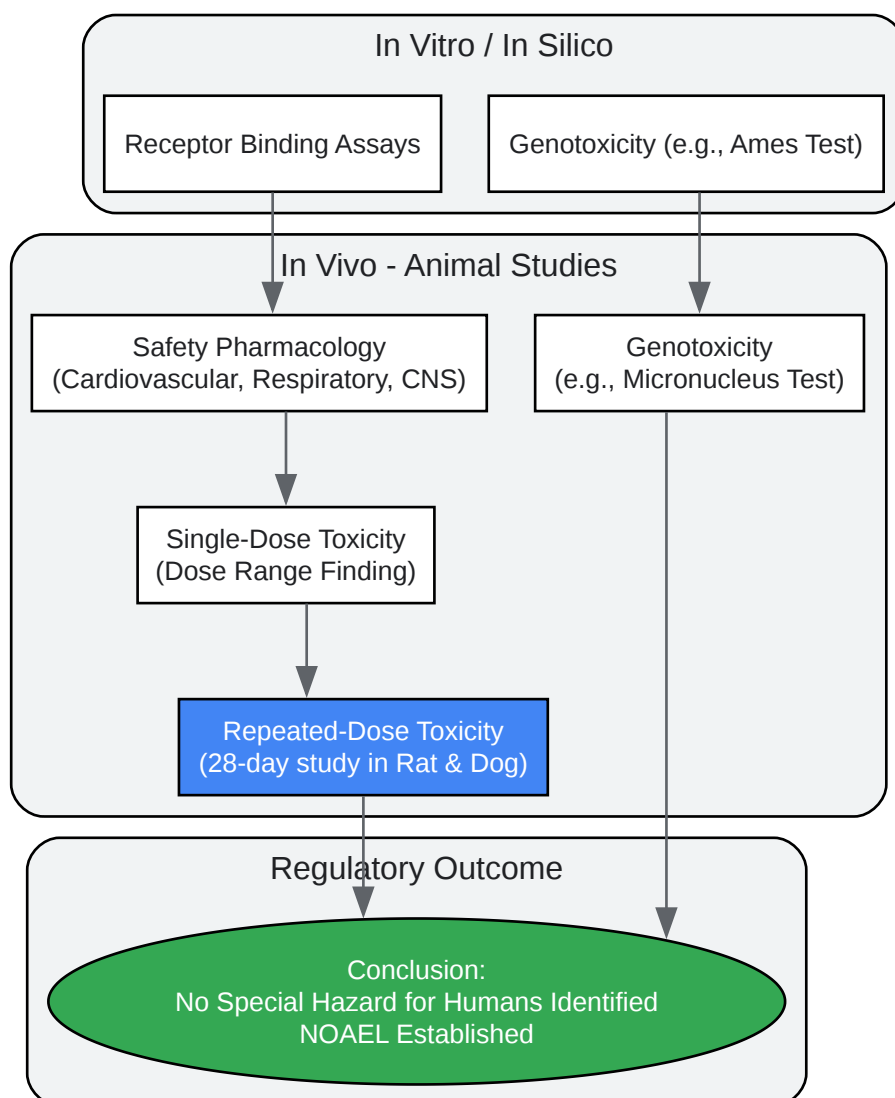 In Vitro / In Silico
Receptor Binding Assays
Genotoxicity (e.g., Ames Test)
In Vivo - Animal Studies
Safety Pharmacology
(Cardiovascular, Respiratory, CNS)
Genotoxicity
(e.g., Micronucleus Test)
Single-Dose Toxicity
(Dose Range Finding)
Repeated-Dose Toxicity
(28-day study in Rat & Dog)
Regulatory Outcome
Conclusion:
No Special Hazard for Humans Identified
NOAEL Established